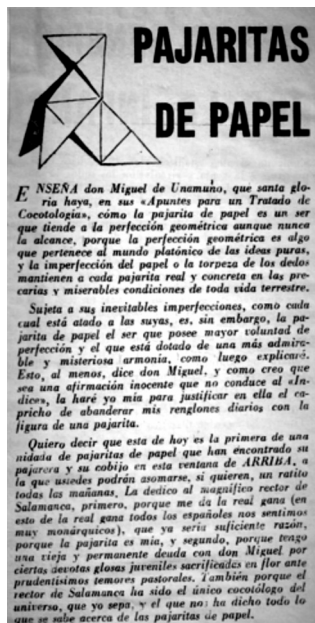 PAJARITAS
DE PAPEL
ENSEÑA don Miguel de Unamuno, que santa glo-
ria haya, en sus «Apuntes para un Tratado de
Cocotología», cómo la pajarita de papel es un ser
que tiende a la perfección geométrica aunque nunca
la alcance, porque la perfección geométrica es algo
que pertenece al mundo platónico de las ideas puras,
y la imperfección del papel o la torpeza de los dedos
mantienen a cada pajarita real y concreta en las pre-
carias y miserables condiciones de toda vida terrestre.
Sujeta a sus inevitables imperfecciones, como cada
cual está atado a las suyas, es, sin embargo, la pa-
jarita de papel el ser que posee mayor voluntad de
perfección y el que está dotado de una más admira-
ble y misteriosa armonía, como luego explicaré.
Esto, al menos, dice don Miguel, y como creo que
sea una afirmación inocente que no conduce al «In-
dice», la haré yo mía para justificar en ella el ca-
pricho de abanderar mis renglones diarios con la
figura de una pajarita.
Quiero decir que esta de hoy es la primera de una
nidada de pajaritas de papel que han encontrado su
pajarera y su cobijo en esta ventana de ARRIBA, a
la que ustedes podrán asomarse, si quieren, un ratito
todas las mañanas. La dedico al magnífico rector de
Salamanca, primero, porque me da la real gana (en
esto de la real gana todos los españoles nos sentimos
muy monárquicos), que ya sería suficiente razón,
porque la pajarita es mía, y segundo, porque tengo
una vieja y permanente deuda con don Miguel por
ciertas devotas glosas juveniles sacrificadas en flor ante
prudentísimos temores pastorales. También porque el
rector de Salamanca ha sido el único cocotólogo del
universo, que yo sepa, y el que nos ha dicho todo lo
que se sabe acerca de las pajaritas de papel.